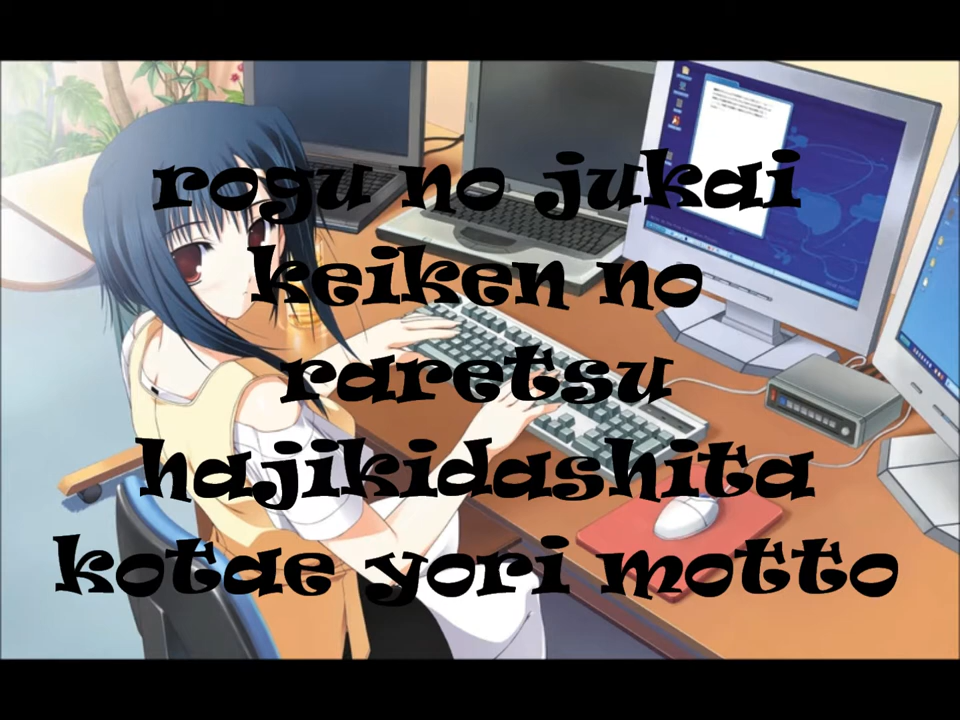 rogu no jukai
keiken no
raretsu
hajikidashita
kotae yori motto